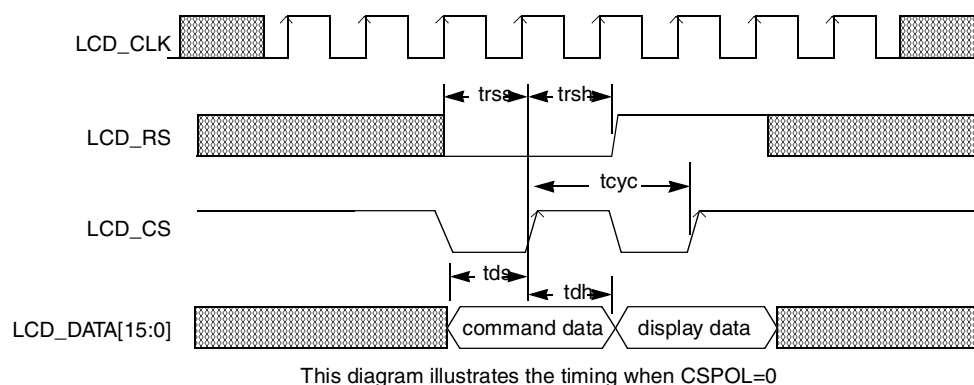 LCD_CLK
trss trsh
LCD_RS
tcyc
LCD_CS
tds
tdh
LCD_DATA[15:0] command data display data
This diagram illustrates the timing when CSPOL=0